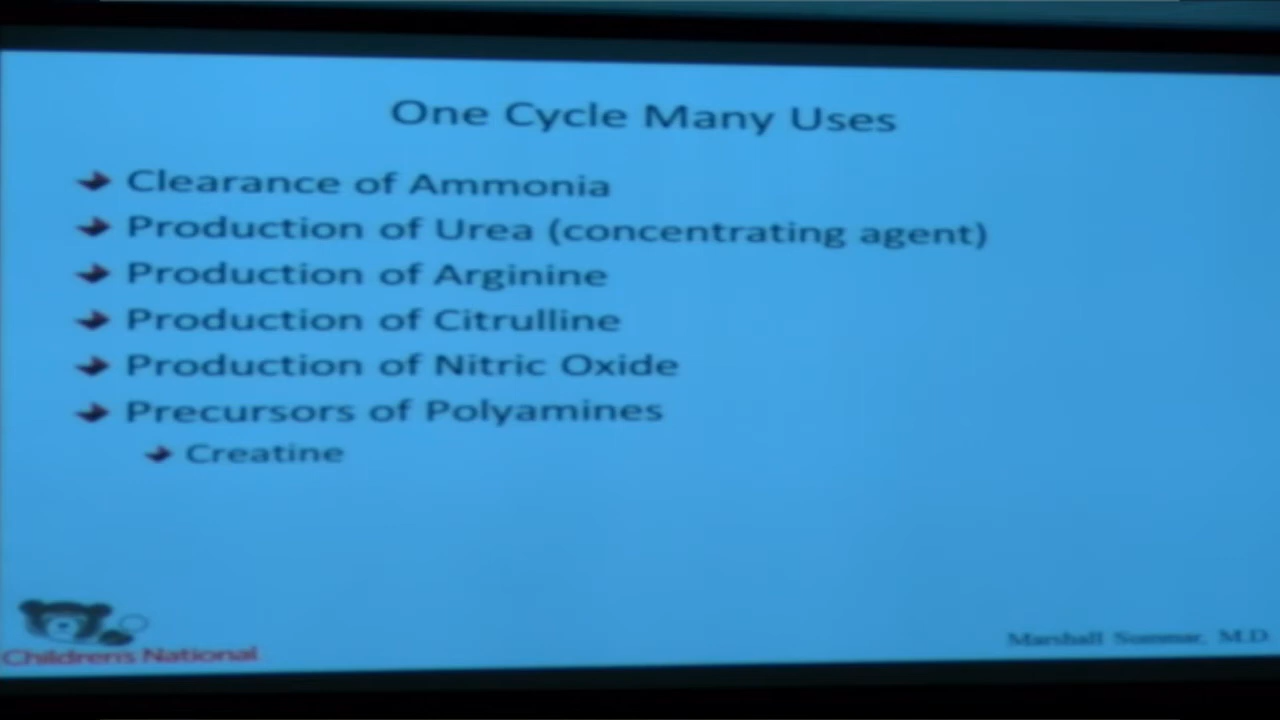 One Cycle Many Uses
Clearance of Ammonia
Production of Urea (concentrating agent)
Production of Arginine
Production of Citrulline
Production of Nitric Oxide
Precursors of Polyamines
Creatine
Children's National
Marshall Summar, M.D